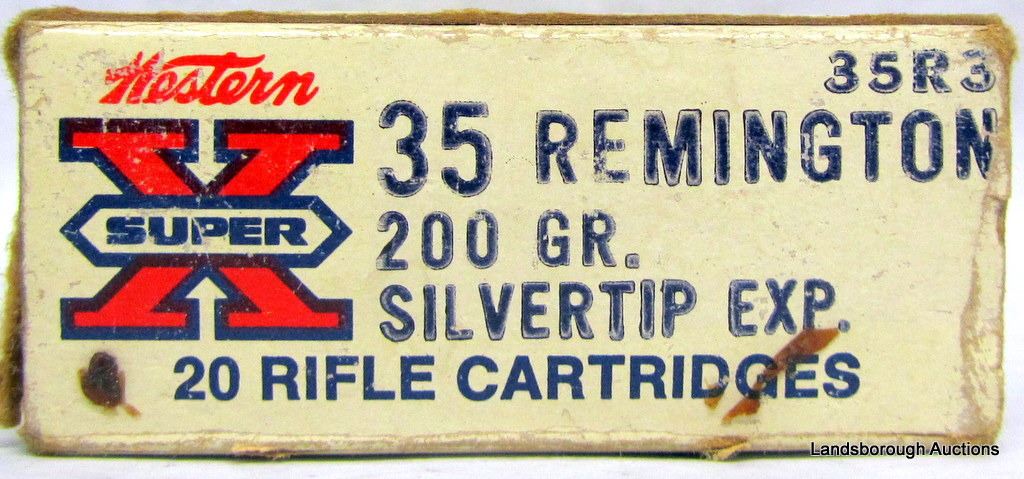 Western
35R3
X
SUPER
35 REMINGTON
200 GR.
SILVERTIP EXP.
20 RIFLE CARTRIDGES
Landsborough Auctions